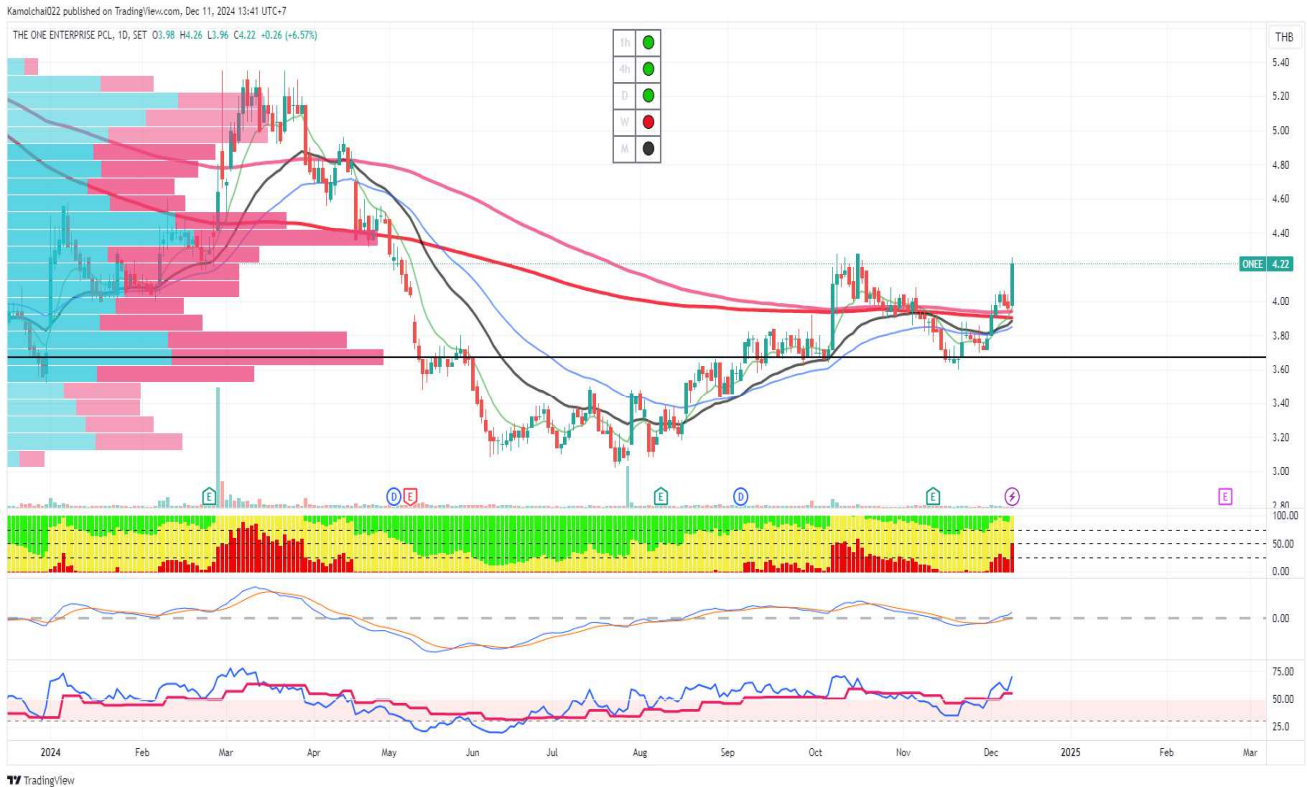 Kamolchai022 published on TradingView.com, Dec 11, 2024 13:41 UTC+7
THE ONE ENTERPRISE PCL, 1D, SET O3.98 H4.26 L3.96 C4.22 +0.26 (+6.57%)
THB
1h
4h
D
W
M
5.40
5.20
5.00
4.80
4.60
4.40
ONEE 4.22
4.00
3.80
3.60
3.40
3.20
3.00
2.80
E D E E D E E
100.00
50.00
0.00
0.00
75.00
50.00
25.0
2024 Feb Mar Apr May Jun Jul Aug Sep Oct Nov Dec 2025 Feb Mar
TradingView